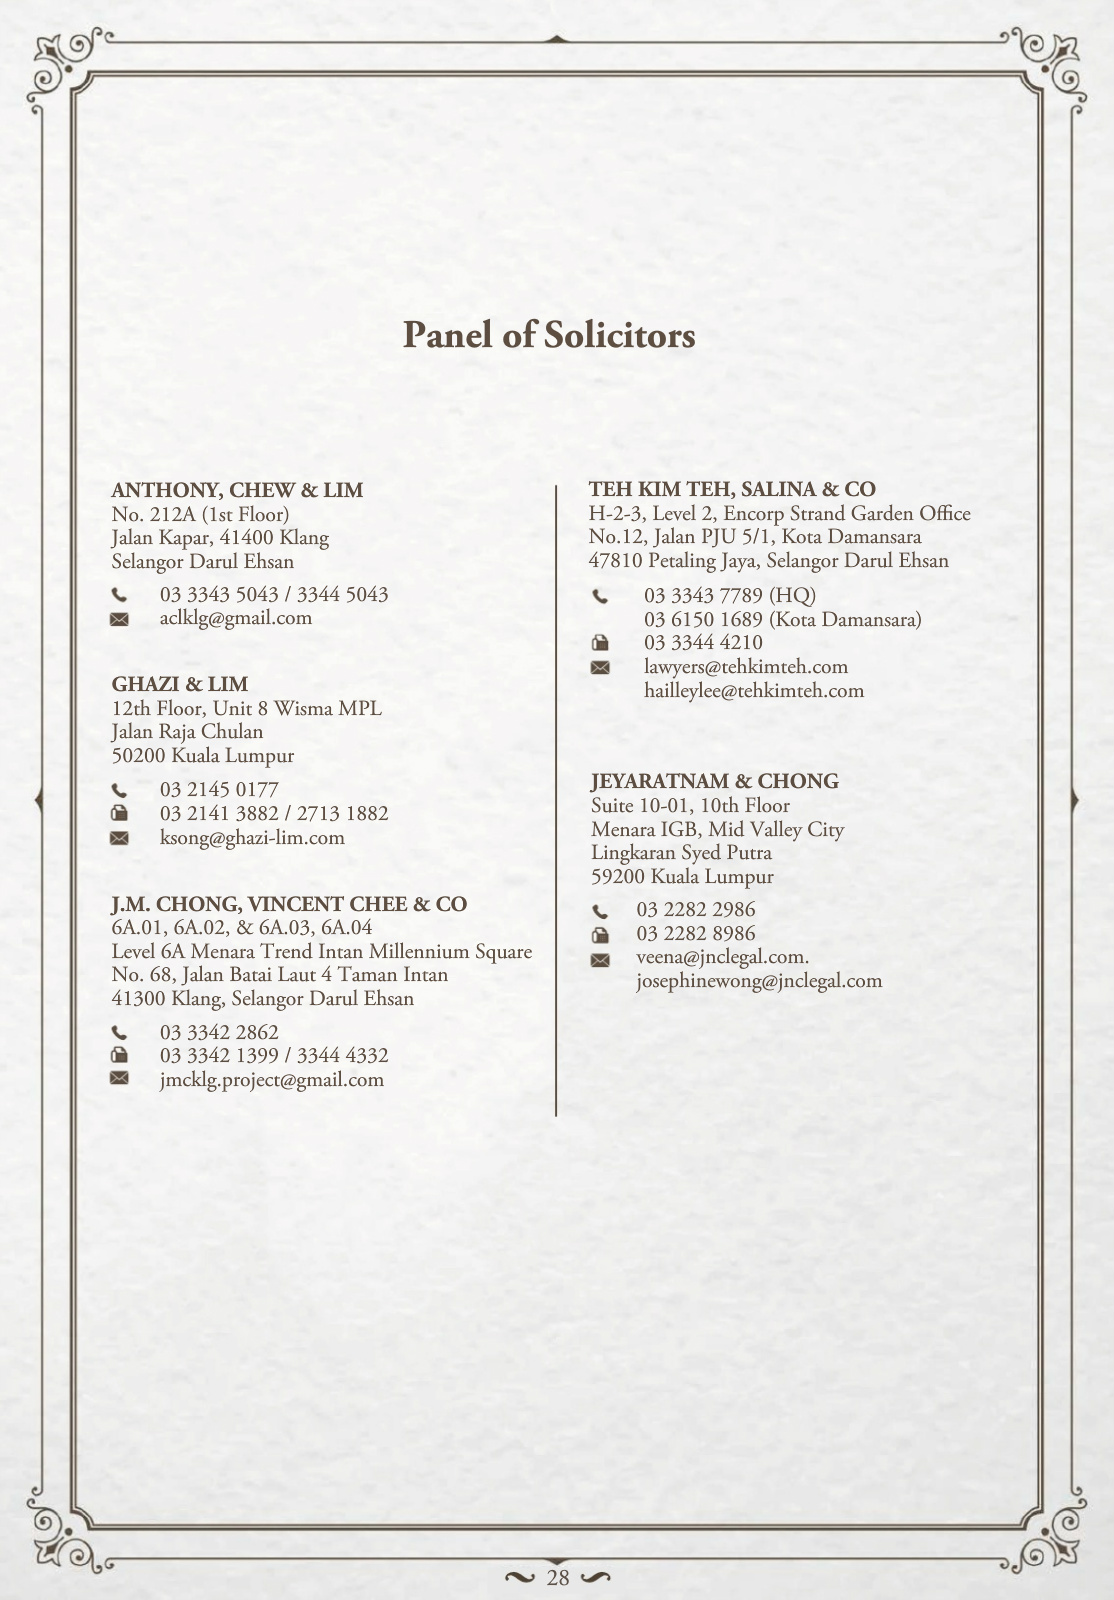 Panel of Solicitors
ANTHONY, CHEW & LIM
No. 212A (1st Floor)
Jalan Kapar, 41400 Klang
Selangor Darul Ehsan
03 3343 5043 / 3344 5043
aclklg@gmail.com
GHAZI & LIM
12th Floor, Unit 8 Wisma MPL
Jalan Raja Chulan
50200 Kuala Lumpur
03 2145 0177
03 2141 3882 / 2713 1882
ksong@ghazi-lim.com
J.M. CHONG, VINCENT CHEE & CO
6A.01, 6A.02, & 6A.03, 6A.04
Level 6A Menara Trend Intan Millennium Square
No. 68, Jalan Batai Laut 4 Taman Intan
41300 Klang, Selangor Darul Ehsan
03 3342 2862
03 3342 1399 / 3344 4332
jmcklg.project@gmail.com
TEH KIM TEH, SALINA & CO
H-2-3, Level 2, Encorp Strand Garden Office
No.12, Jalan PJU 5/1, Kota Damansara
47810 Petaling Jaya, Selangor Darul Ehsan
03 3343 7789 (HQ)
03 6150 1689 (Kota Damansara)
03 3344 4210
lawyers@tehkimteh.com
hailleylee@tehkimteh.com
JEYARATNAM & CHONG
Suite 10-01, 10th Floor
Menara IGB, Mid Valley City
Lingkaran Syed Putra
59200 Kuala Lumpur
03 2282 2986
03 2282 8986
veena@jnclegal.com.
josephinewong@jnclegal.com
28